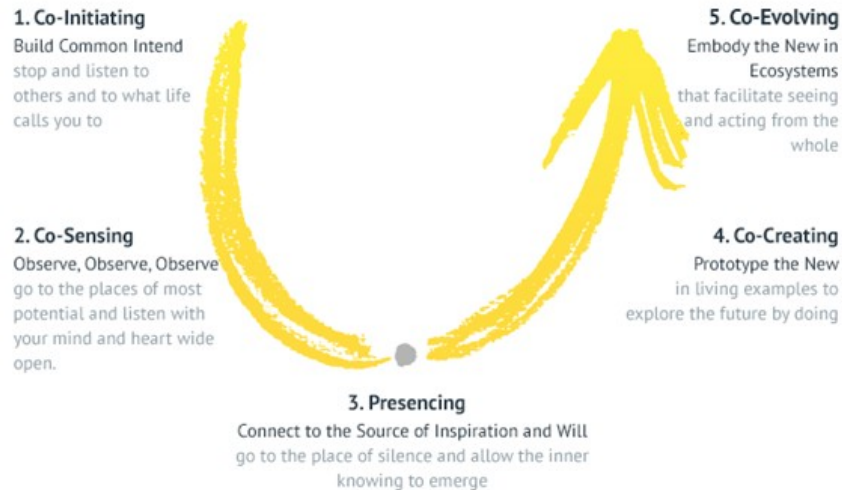 1. Co-Initiating
Build Common Intend
stop and listen to
others and to what life
calls you to
2. Co-Sensing
Observe, Observe, Observe
go to the places of most
potential and listen with
your mind and heart wide
open.
3. Presencing
Connect to the Source of Inspiration and Will
go to the place of silence and allow the inner
knowing to emerge
4. Co-Creating
Prototype the New
in living examples to
explore the future by doing
5. Co-Evolving
Embody the New in
Ecosystems
that facilitate seeing
and acting from the
whole